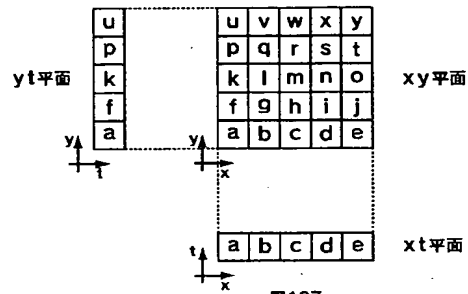 u u v w x y
p p q r s t
yt平面 k k l m n o xy平面
f f g h i j
a a b c d e
y y
t x
a b c d e xt平面
t
x